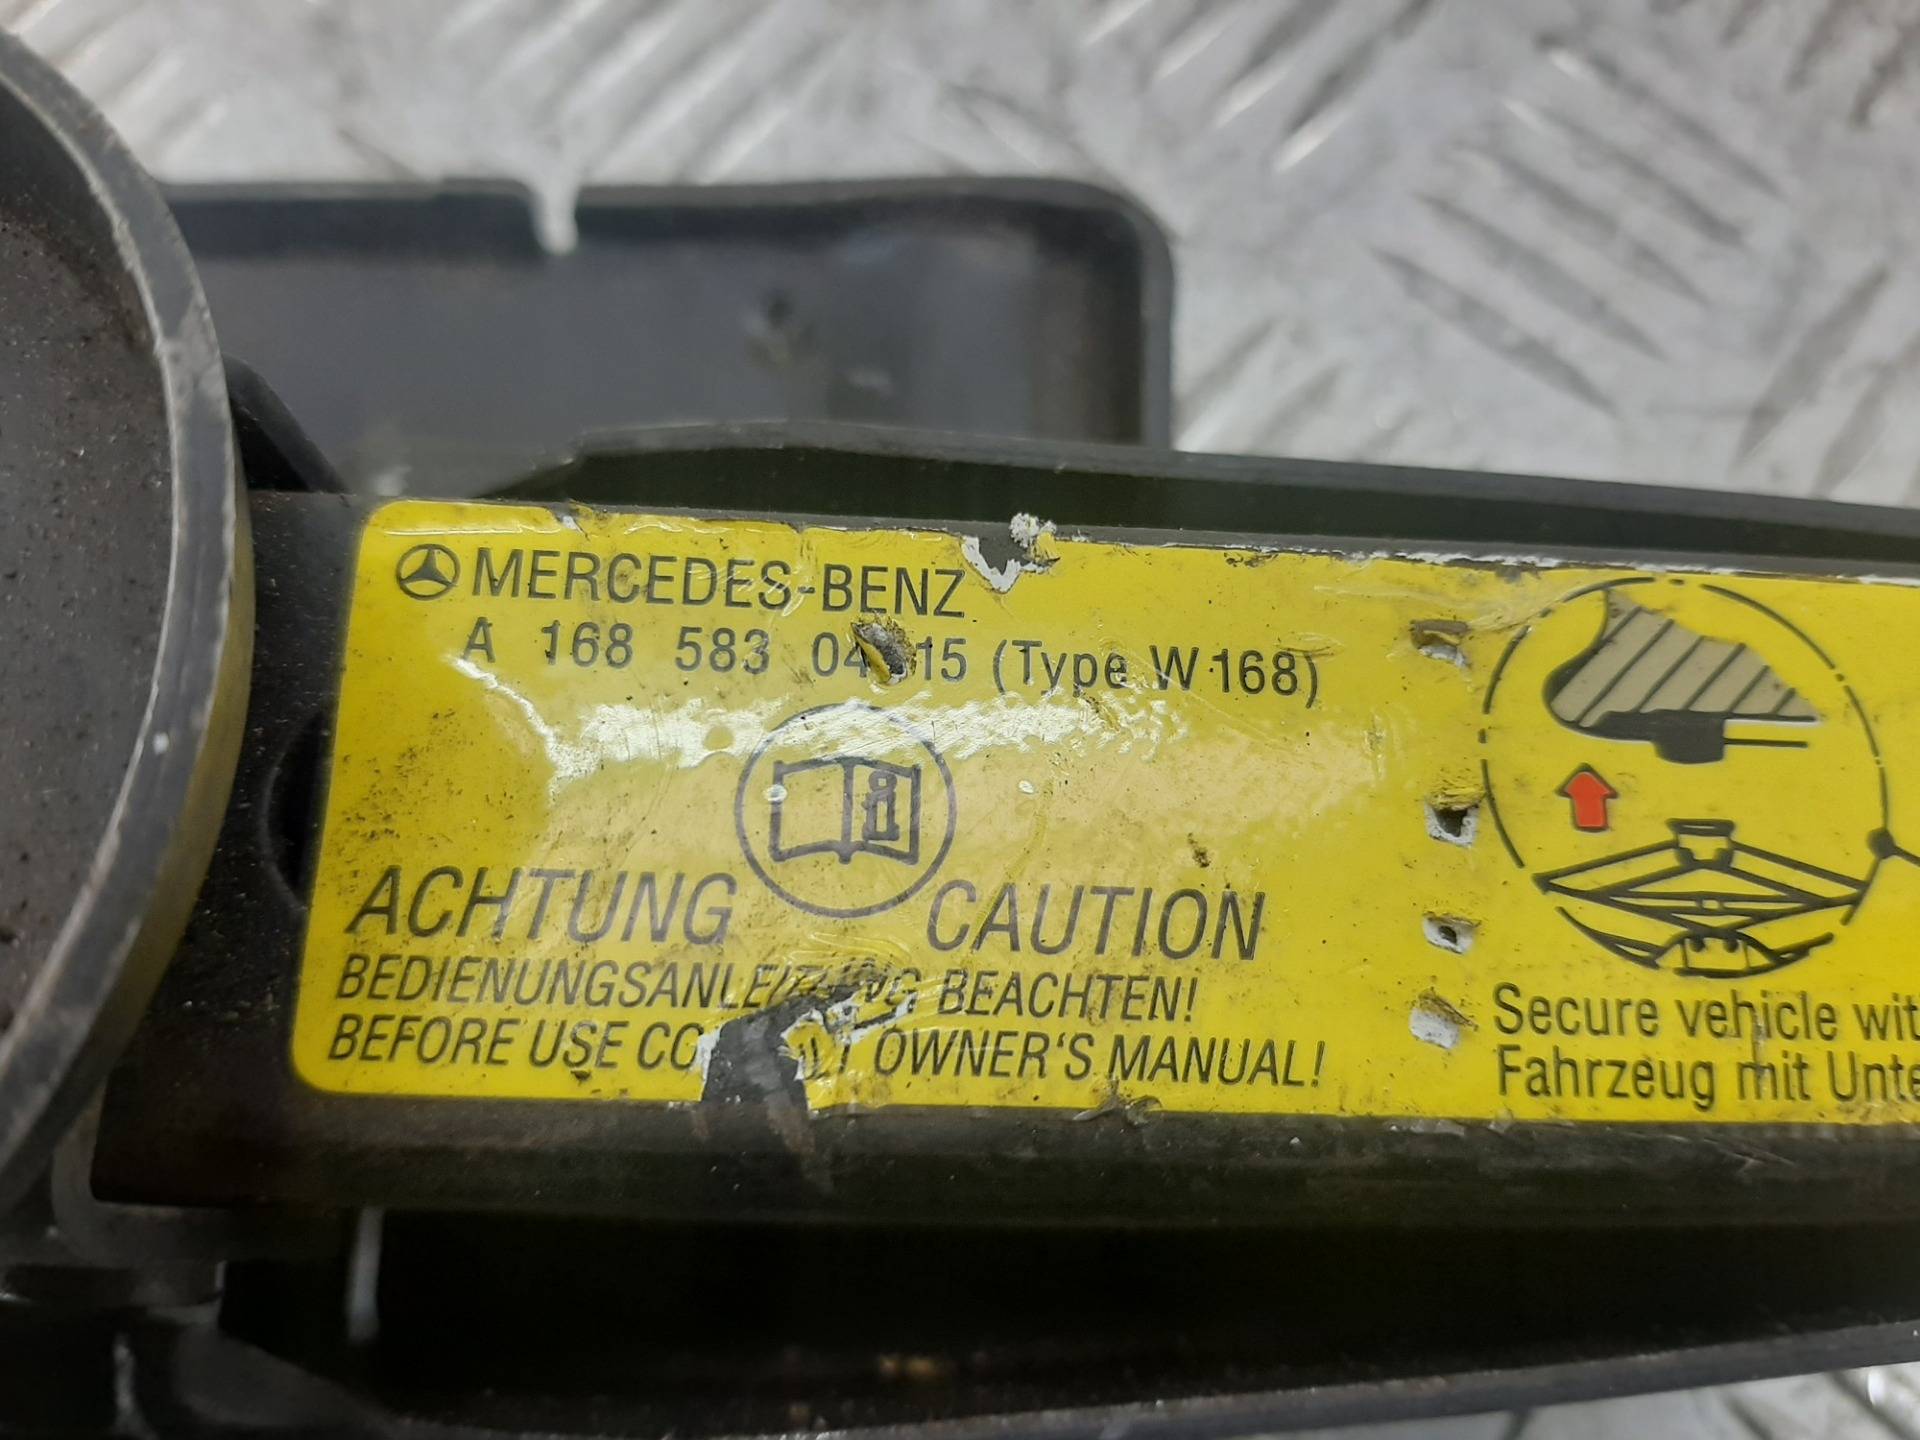 MERCEDES-BENZ
A 168 583 04 15 (Type W 168)
ACHTUNG CAUTION
BEDIENUNGSANLEITUNG BEACHTEN!
BEFORE USE OWNER'S MANUAL!
Secure vehicle
Fahrzeug mit